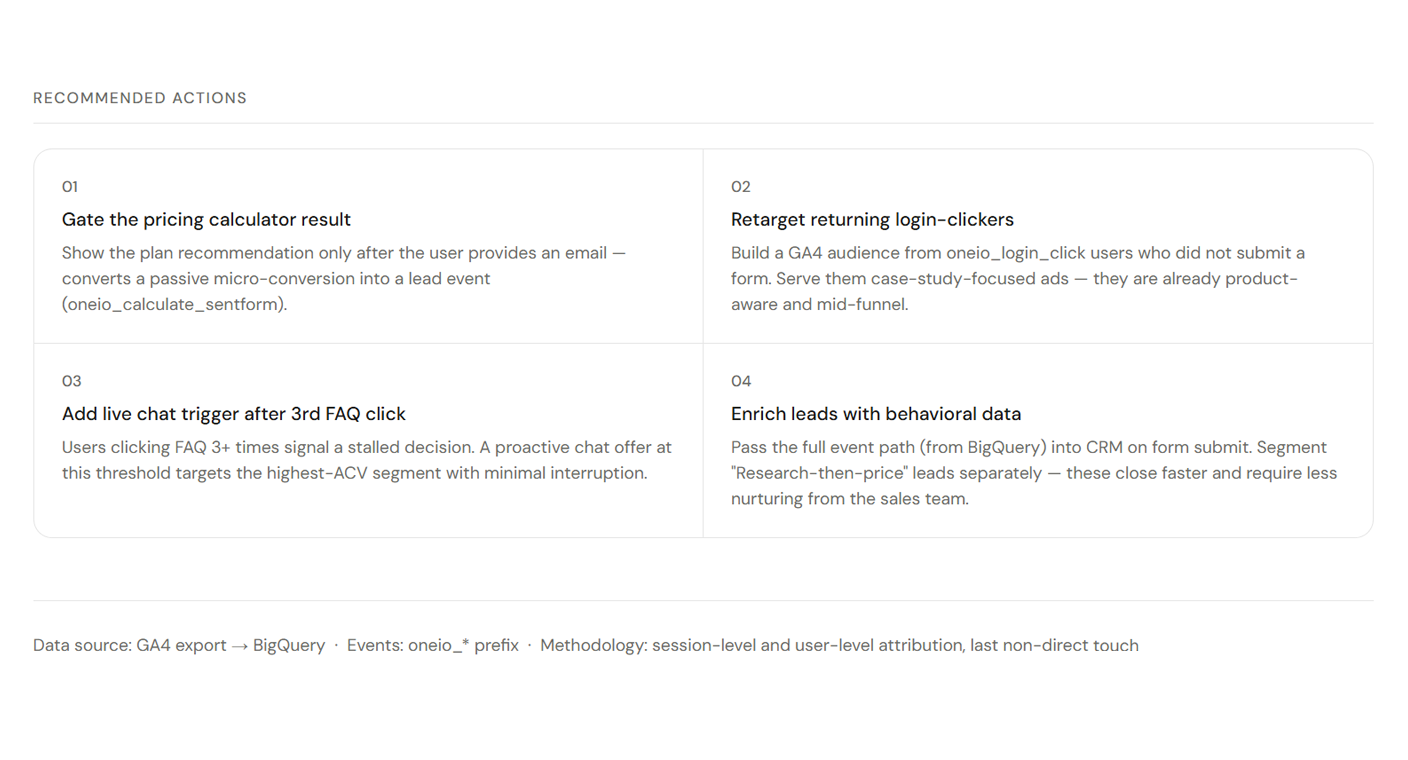 RECOMMENDED ACTIONS
01
Gate the pricing calculator result
Show the plan recommendation only after the user provides an email —
converts a passive micro-conversion into a lead event
(oneio_calculate_sentform).
02
Retarget returning login-clickers
Build a GA4 audience from oneio_login_click users who did not submit a
form. Serve them case-study-focused ads — they are already product-
aware and mid-funnel.
03
Add live chat trigger after 3rd FAQ click
Users clicking FAQ 3+ times signal a stalled decision. A proactive chat offer at
this threshold targets the highest-ACV segment with minimal interruption.
04
Enrich leads with behavioral data
Pass the full event path (from BigQuery) into CRM on form submit. Segment
"Research-then-price" leads separately — these close faster and require less
nurturing from the sales team.
Data source: GA4 export → BigQuery · Events: oneio_* prefix · Methodology: session-level and user-level attribution, last non-direct touch